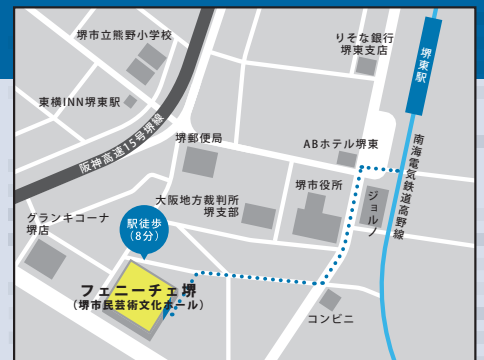 堺市立熊野小学校
りそな銀行
堺東支店
堺東駅
東横INN堺東駅
阪神高速15号堺線
堺郵便局
ABホテル堺東
南海電気鉄道高野線
堺市役所
ジョルノ
大阪地方裁判所
堺支部
グランキコーナ
堺店
駅徒歩
(8分)
フェニーチェ堺
(堺市民芸術文化ホール)
コンビニ